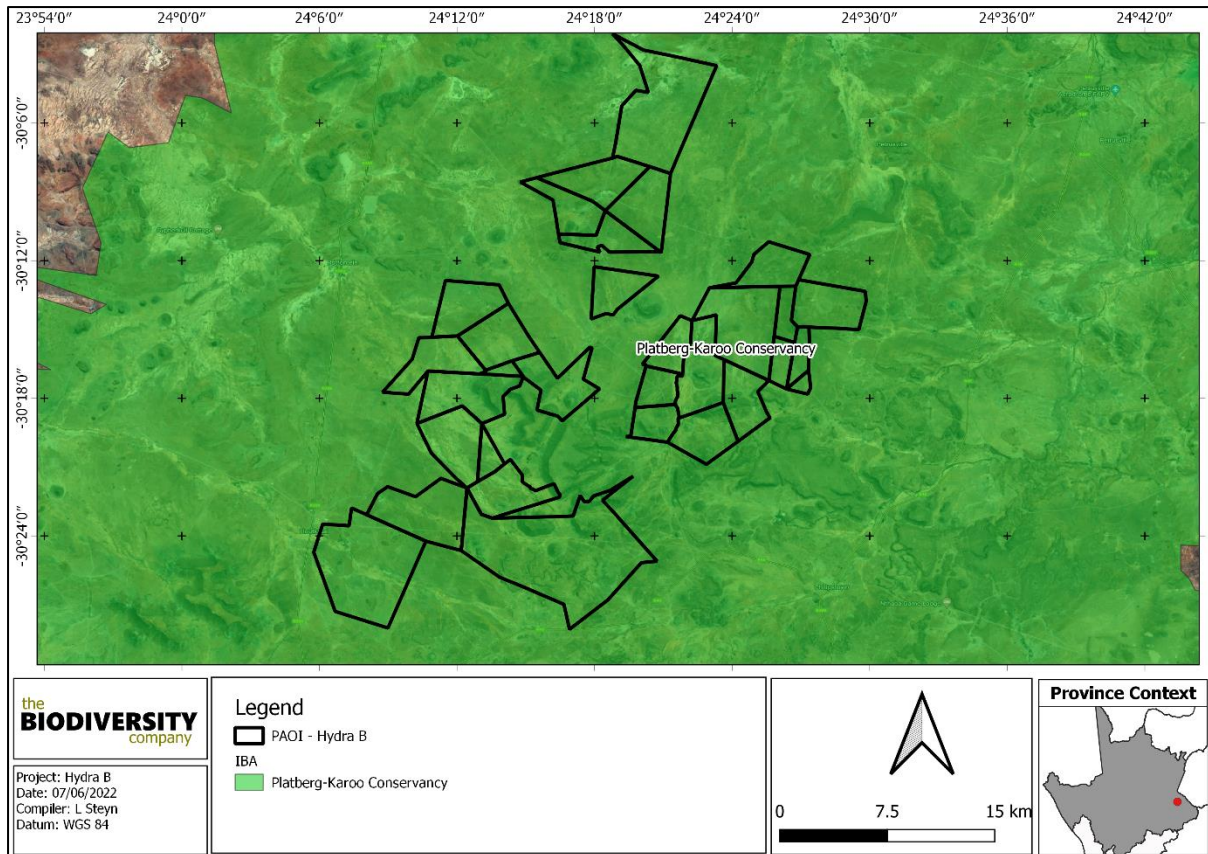 23°54′0″ 24°0′0″ 24°6′0″ 24°12′0″ 24°18′0″ 24°24′0″ 24°30′0″ 24°36′0″ 24°42′0″
-30°6′0″
-30°12′0″
-30°18′0″
-30°24′0″
Platberg-Karoo Conservancy
the
BIODIVERSITY
company
Project: Hydra B
Date: 07/06/2022
Compiler: L Steyn
Datum: WGS 84
Legend
PAOI - Hydra B
IBA
Platberg-Karoo Conservancy
0 7.5 15 km
Province Context